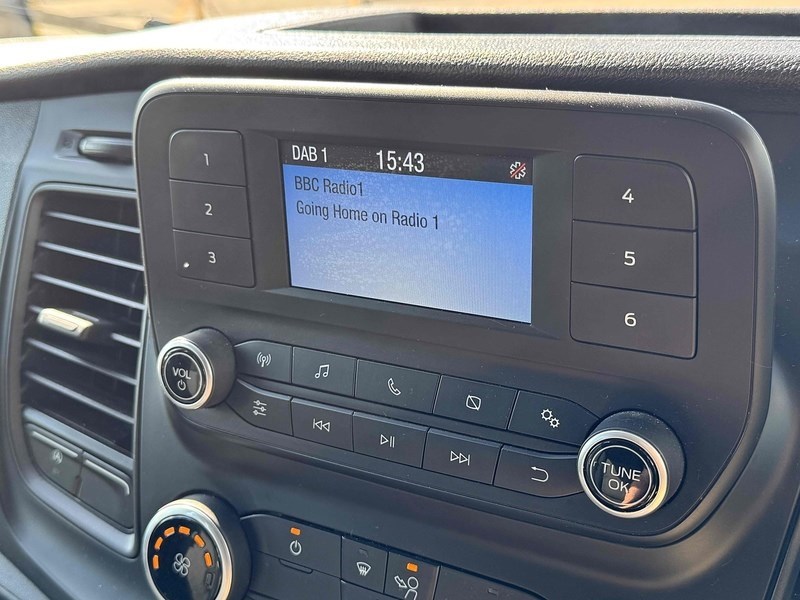 DAB 1 15:43
BBC Radio1
Going Home on Radio 1
1
2
3
4
5
6
VOL
TUNE
OK